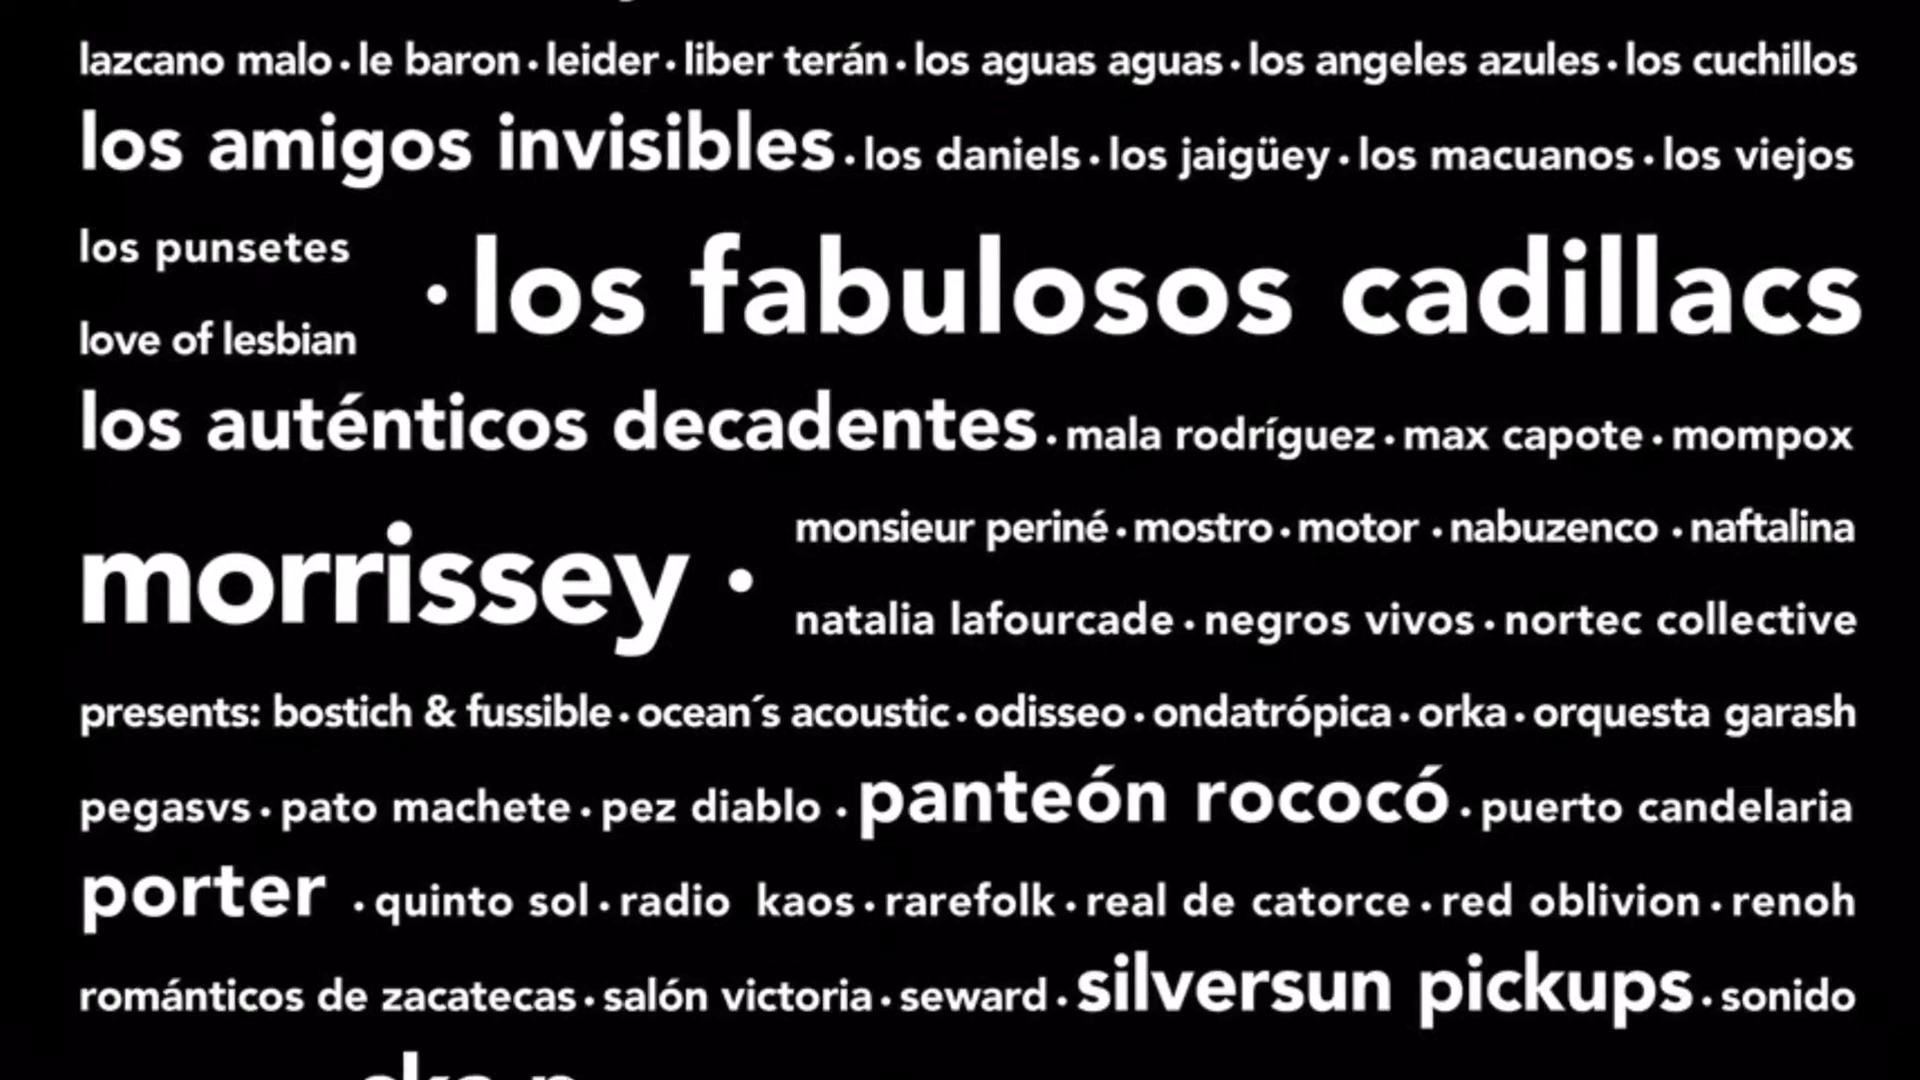 lazcano malo · le baron · leider · liber terán · los aguas aguas · los angeles azules · los cuchillos
los amigos invisibles · los daniels · los jaigüey · los macuanos · los viejos
los punsetes
love of lesbian
· los fabulosos cadillacs
los auténticos decadentes · mala rodríguez · max capote · mompox
morrissey ·
monsieur periné · mostro · motor · nabuzenco · naftalina
natalia lafourcade · negros vivos · nortec collective
presents: bostich & fussible · ocean´s acoustic · odisseo · ondatrópica · orka · orquesta garash
pegasvs · pato machete · pez diablo · panteón rococó · puerto candelaria
porter · quinto sol · radio kaos · rarefolk · real de catorce · red oblivion · renoh
románticos de zacatecas · salón victoria · seward · silversun pickups · sonido